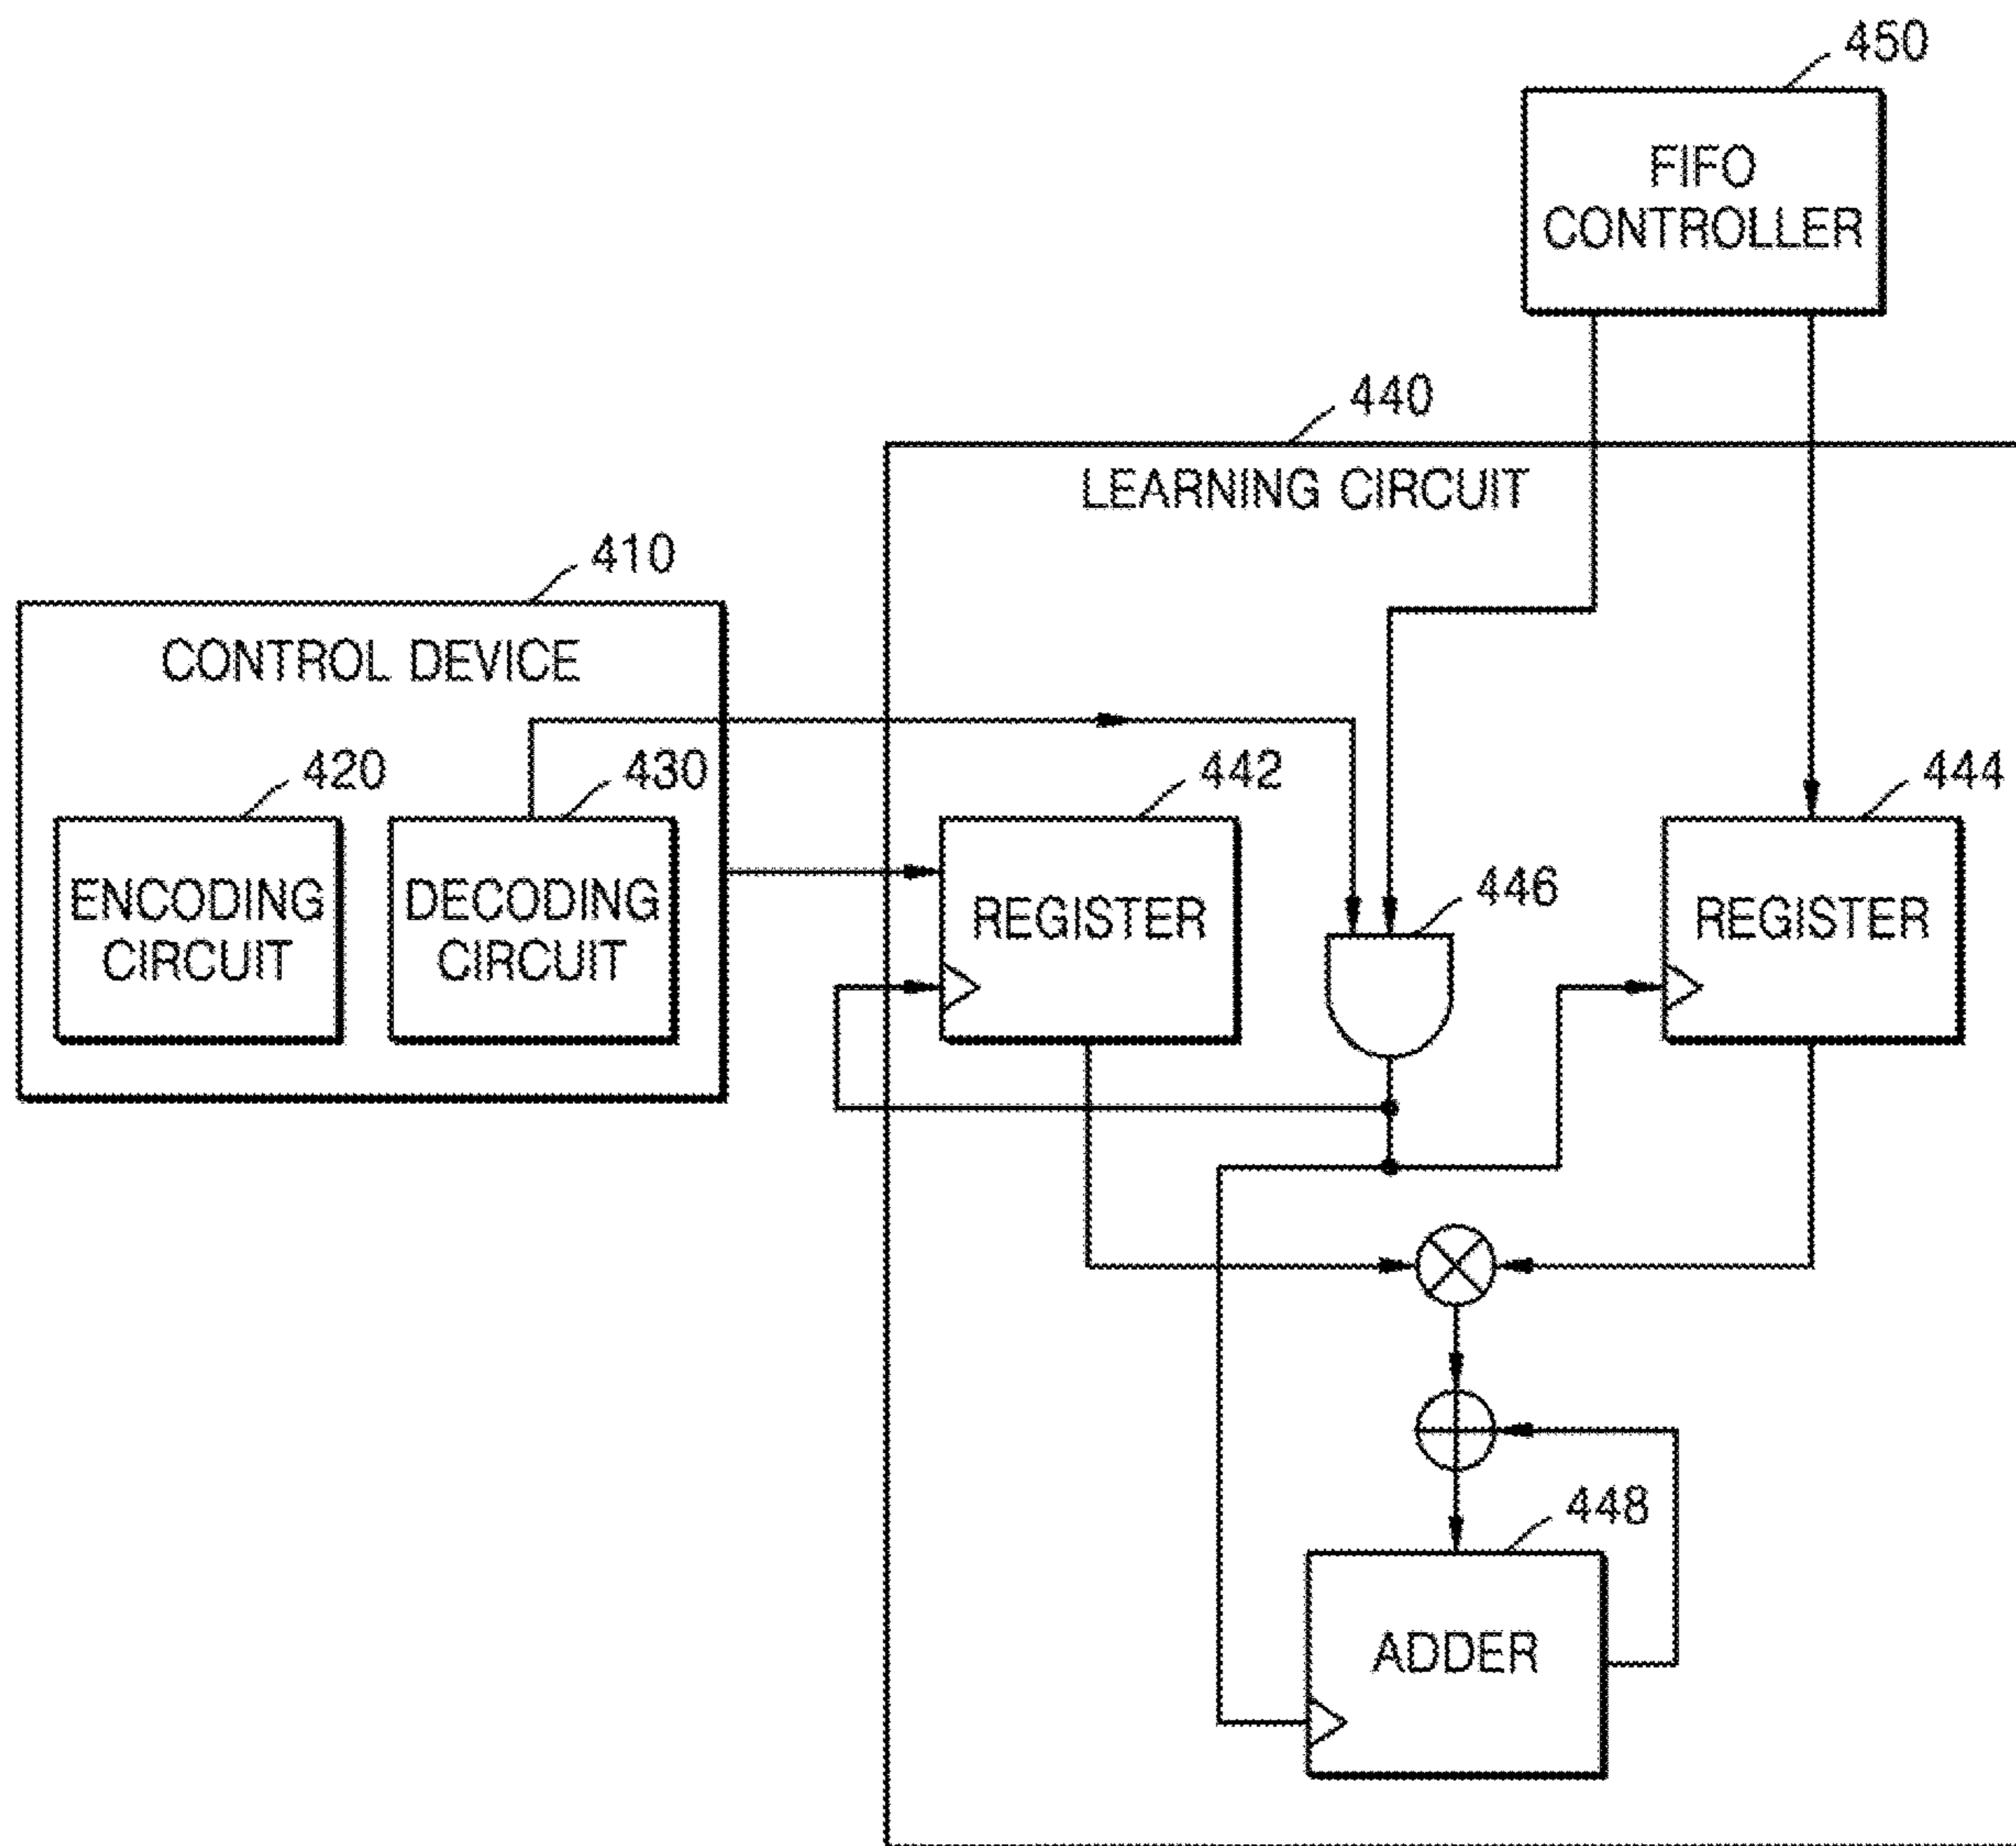 450
FIFO
CONTROLLER
440
LEARNING CIRCUIT
410
CONTROL DEVICE
420
430
442
444
ENCODING
CIRCUIT
DECODING
CIRCUIT
REGISTER
446
REGISTER
448
ADDER